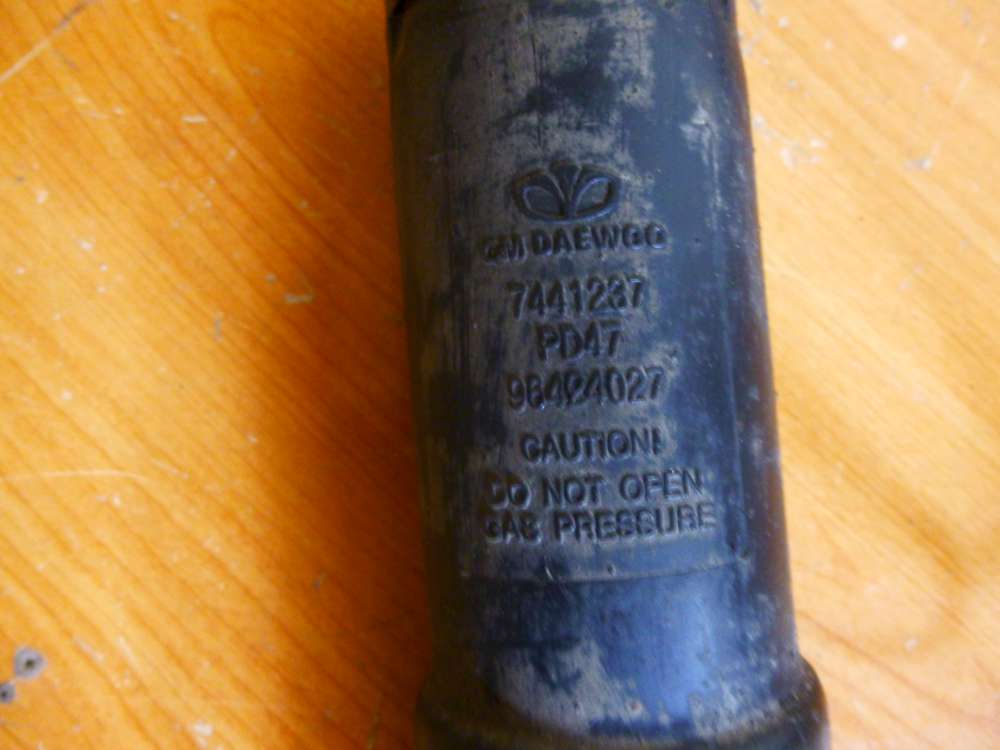 GM DAEWOO
7441237
PD47
96424027
CAUTION!
DO NOT OPEN
GAS PRESSURE